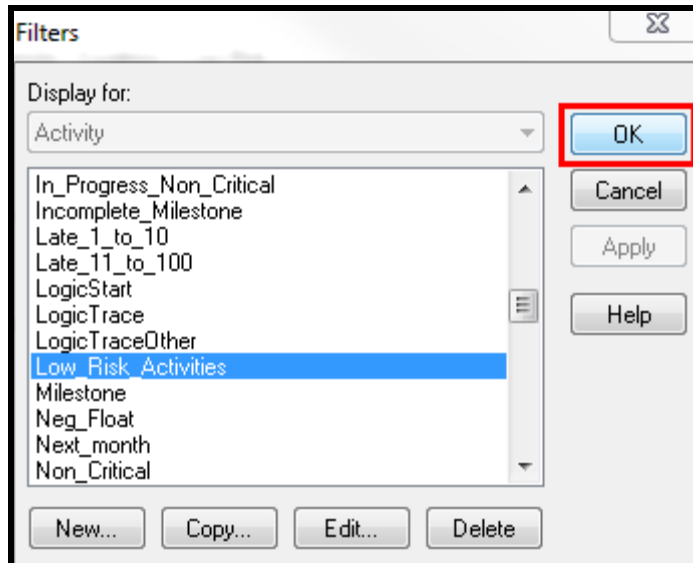 Filters
Display for:
Activity
OK
In_Progress_Non_Critical
Incomplete_Milestone
Late_1_to_10
Late_11_to_100
LogicStart
LogicTrace
LogicTraceOther
Low_Risk_Activities
Milestone
Neg_Float
Next_month
Non_Critical
Cancel
Apply
Help
New...
Copy...
Edit...
Delete